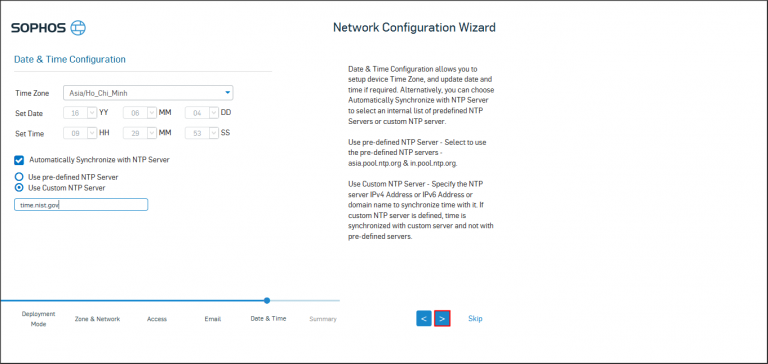 SOPHOS
Network Configuration Wizard
Date & Time Configuration
Time Zone
Asia/Ho_Chi_Minh
Set Date
16 YY 06 MM 04 DD
Set Time
09 HH 29 MM 53 SS
Automatically Synchronize with NTP Server
Use pre-defined NTP Server
Use Custom NTP Server
time.nist.gov
Date & Time Configuration allows you to
setup device Time Zone, and update date and
time if required. Alternatively, you can choose
Automatically Synchronize with NTP Server
to select an internal list of predefined NTP
Servers or custom NTP server.
Use pre-defined NTP Server - Select to use
the pre-defined NTP servers -
asia.pool.ntp.org & in.pool.ntp.org.
Use Custom NTP Server - Specify the NTP
server IPv4 Address or IPv6 Address or
domain name to synchronize time with it. If
custom NTP server is defined, time is
synchronized with custom server and not with
pre-defined servers.
Deployment
Mode
Zone & Network
Access
Email
Date & Time
Summary
< > Skip